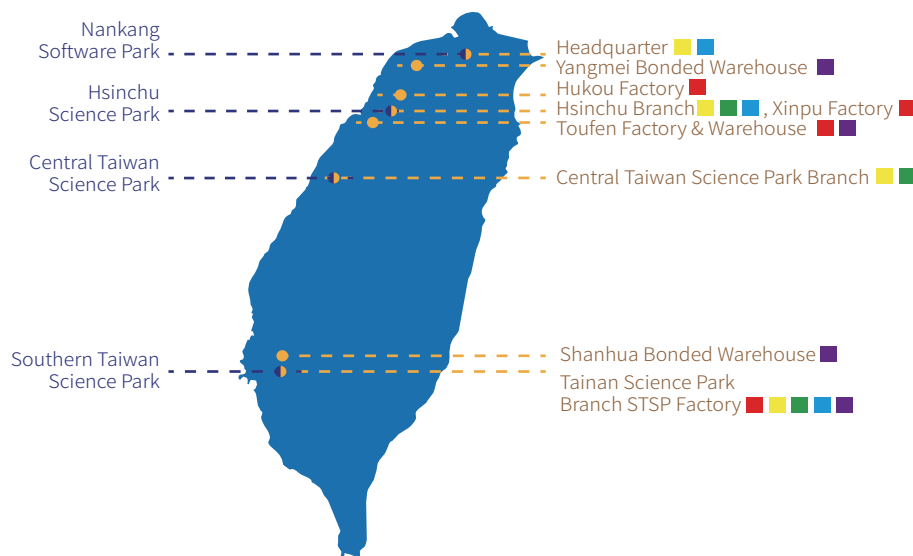 Nankang
Software Park
Hsinchu
Science Park
Central Taiwan
Science Park
Southern Taiwan
Science Park
Headquarter
Yangmei Bonded Warehouse
Hukou Factory
Hsinchu Branch , Xinpu Factory
Toufen Factory & Warehouse
Central Taiwan Science Park Branch
Shanhua Bonded Warehouse
Tainan Science Park
Branch STSP Factory